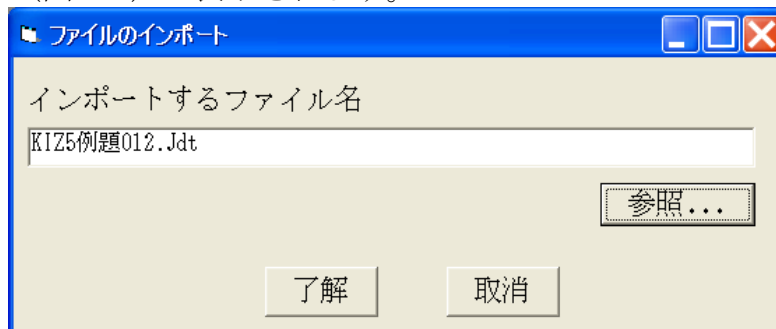 ファイルのインポート
インポートするファイル名
KIZ5例題012.Jdt
参照...
了解 取消